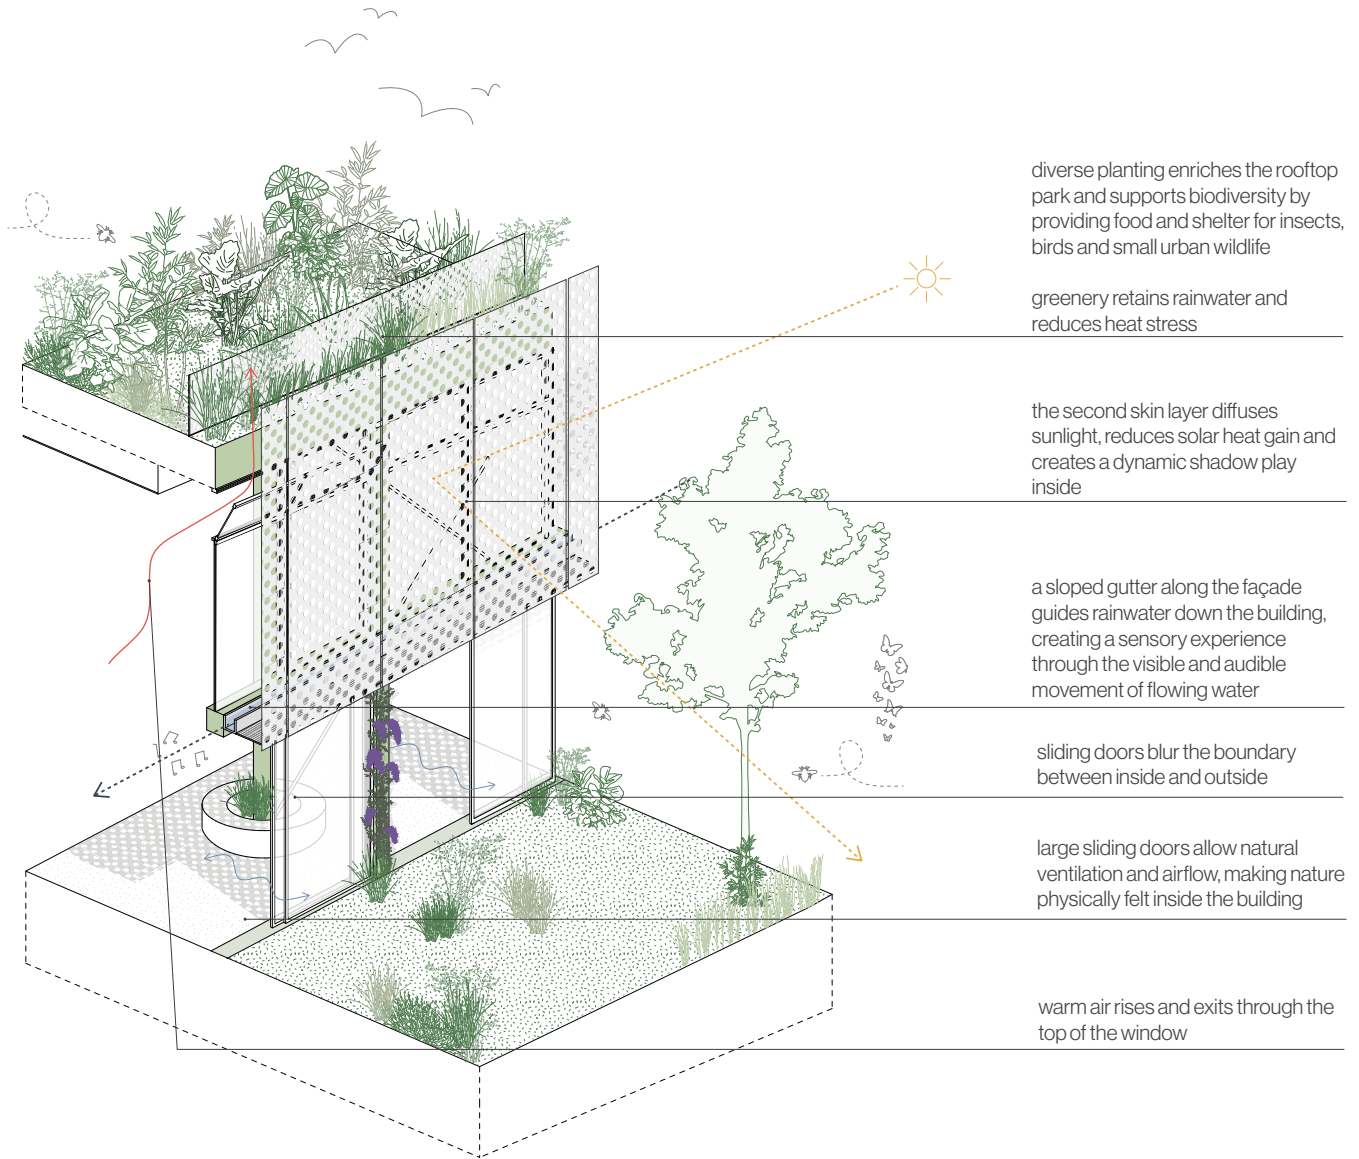 diverse planting enriches the rooftop
park and supports biodiversity by
providing food and shelter for insects,
birds and small urban wildlife
greenery retains rainwater and
reduces heat stress
the second skin layer diffuses
sunlight, reduces solar heat gain and
creates a dynamic shadow play
inside
a sloped gutter along the façade
guides rainwater down the building,
creating a sensory experience
through the visible and audible
movement of flowing water
sliding doors blur the boundary
between inside and outside
large sliding doors allow natural
ventilation and airflow, making nature
physically felt inside the building
warm air rises and exits through the
top of the window